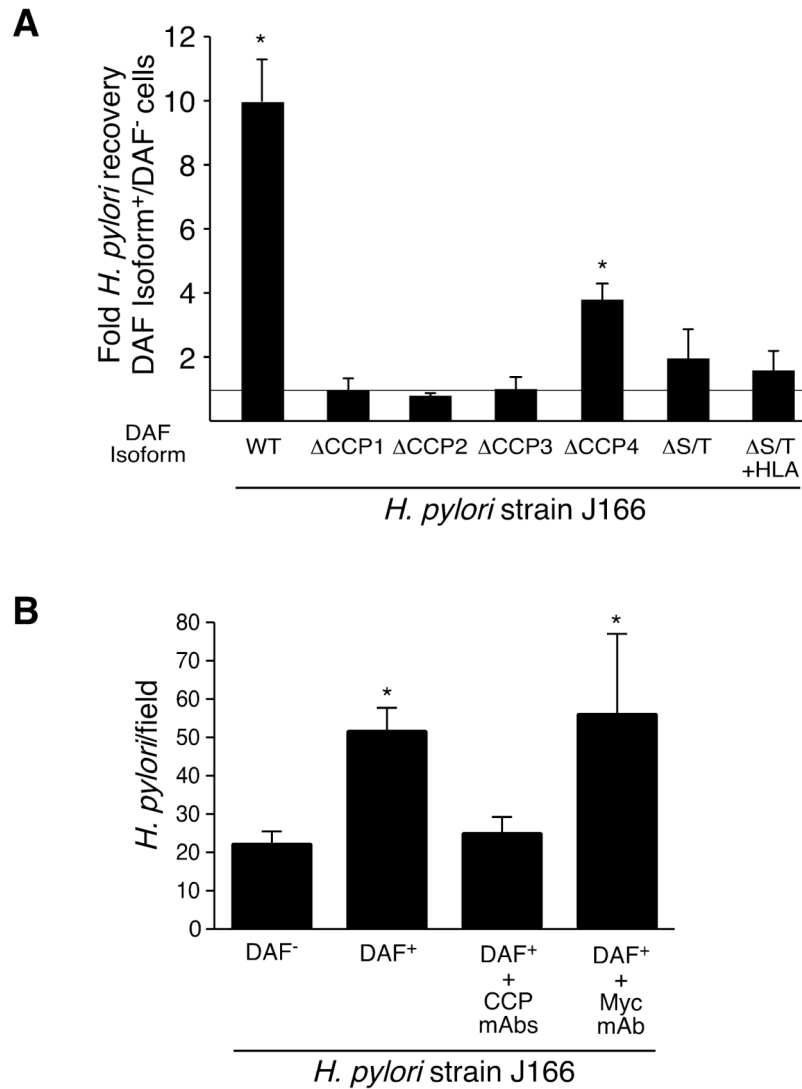 A
Fold H. pylori recovery
DAF Isoform⁺/DAF⁻ cells
12
10
8
6
4
2
*
*
DAF
Isoform
WT ΔCCP1 ΔCCP2 ΔCCP3 ΔCCP4 ΔS/T ΔS/T
+HLA
H. pylori strain J166
B
H. pylori/field
80
70
60
50
40
30
20
10
0
*
*
DAF⁻ DAF⁺ DAF⁺ DAF⁺
+ +
CCP Myc
mAbs mAb
H. pylori strain J166